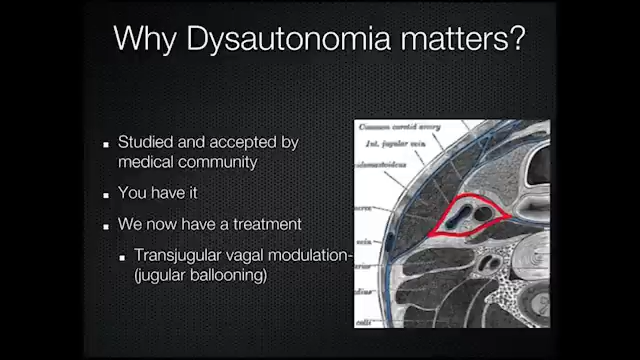 Why Dysautonomia matters?
Studied and accepted by
medical community
You have it
We now have a treatment
Transjugular vagal modulation-
(jugular ballooning)
Common carotid artery
Int. jugular vein